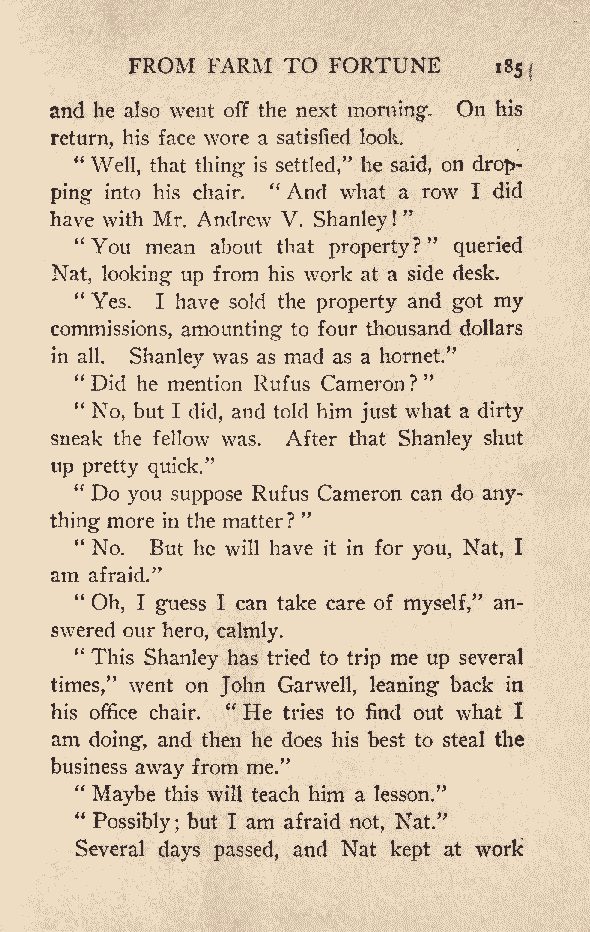 FROM FARM TO FORTUNE 185
and he also went off the next morning. On his
return, his face wore a satisfied look.
“Well, that thing is settled,” he said, on drop-
ping into his chair. “And what a row I did
have with Mr. Andrew V. Shanley!”
“You mean about that property?” queried
Nat, looking up from his work at a side desk.
“Yes. I have sold the property and got my
commissions, amounting to four thousand dollars
in all. Shanley was as mad as a hornet.”
“Did he mention Rufus Cameron?”
“No, but I did, and told him just what a dirty
sneak the fellow was. After that Shanley shut
up pretty quick.”
“Do you suppose Rufus Cameron can do any-
thing more in the matter?”
“No. But he will have it in for you, Nat, I
am afraid.”
“Oh, I guess I can take care of myself,” an-
swered our hero, calmly.
“This Shanley has tried to trip me up several
times,” went on John Garwell, leaning back in
his office chair. “He tries to find out what I
am doing, and then he does his best to steal the
business away from me.”
“Maybe this will teach him a lesson.”
“Possibly; but I am afraid not, Nat.”
Several days passed, and Nat kept at work